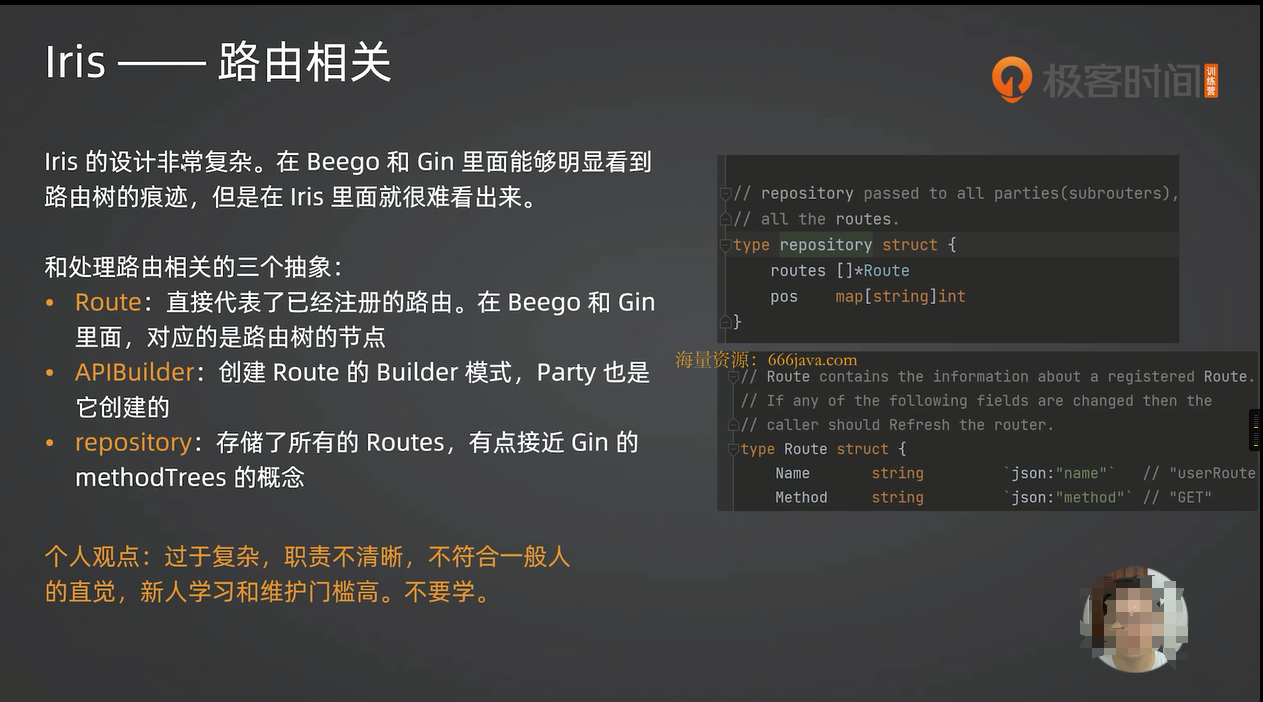 Iris —— 路由相关
极客时间
训练营
Iris 的设计非常复杂。在 Beego 和 Gin 里面能够明显看到
路由树的痕迹，但是在 Iris 里面就很难看出来。
和处理路由相关的三个抽象：
• Route：直接代表了已经注册的路由。在 Beego 和 Gin
里面，对应的是路由树的节点
• APIBuilder：创建 Route 的 Builder 模式，Party 也是
它创建的
• repository：存储了所有的 Routes，有点接近 Gin 的
methodTrees 的概念
个人观点：过于复杂，职责不清晰，不符合一般人
的直觉，新人学习和维护门槛高。不要学。
// repository passed to all parties(subrouters),
// all the routes.
type repository struct {
routes []*Route
pos map[string]int
}
海量资源：666java.com
// Route contains the information about a registered Route.
// If any of the following fields are changed then the
// caller should Refresh the router.
type Route struct {
Name string `json:"name"` // "userRoute
Method string `json:"method"` // "GET"